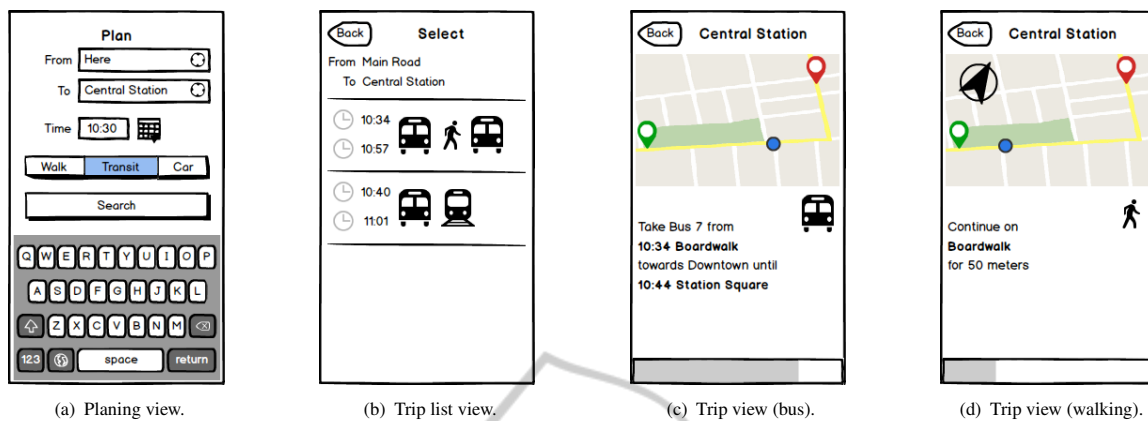 Plan
From Here
To Central Station
Time 10:30
Walk Transit Car
Search
Q W E R T Y U I O P
A S D F G H J K L
Z X C V B N M
123 space return
(a) Planing view.
Back Select
From Main Road
To Central Station
10:34
10:57
10:40
11:01
(b) Trip list view.
Back Central Station
Take Bus 7 from
10:34 Boardwalk
towards Downtown until
10:44 Station Square
(c) Trip view (bus).
Back Central Station
Continue on
Boardwalk
for 50 meters
(d) Trip view (walking).